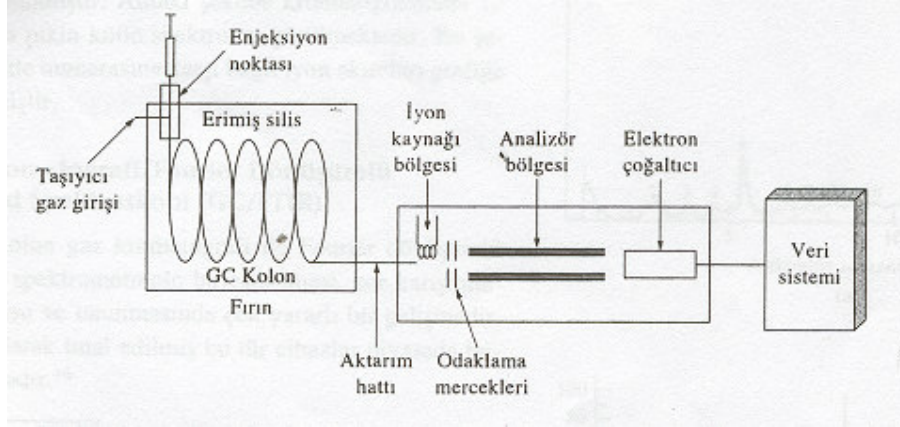 Enjeksiyon
noktası
Erimiş silis
Taşıyıcı
gaz girişi
GC Kolon
Fırın
İyon
kaynağı
bölgesi
Analizör
bölgesi
Elektron
çoğaltıcı
Veri
sistemi
Aktarım
hattı
Odaklama
mercekleri